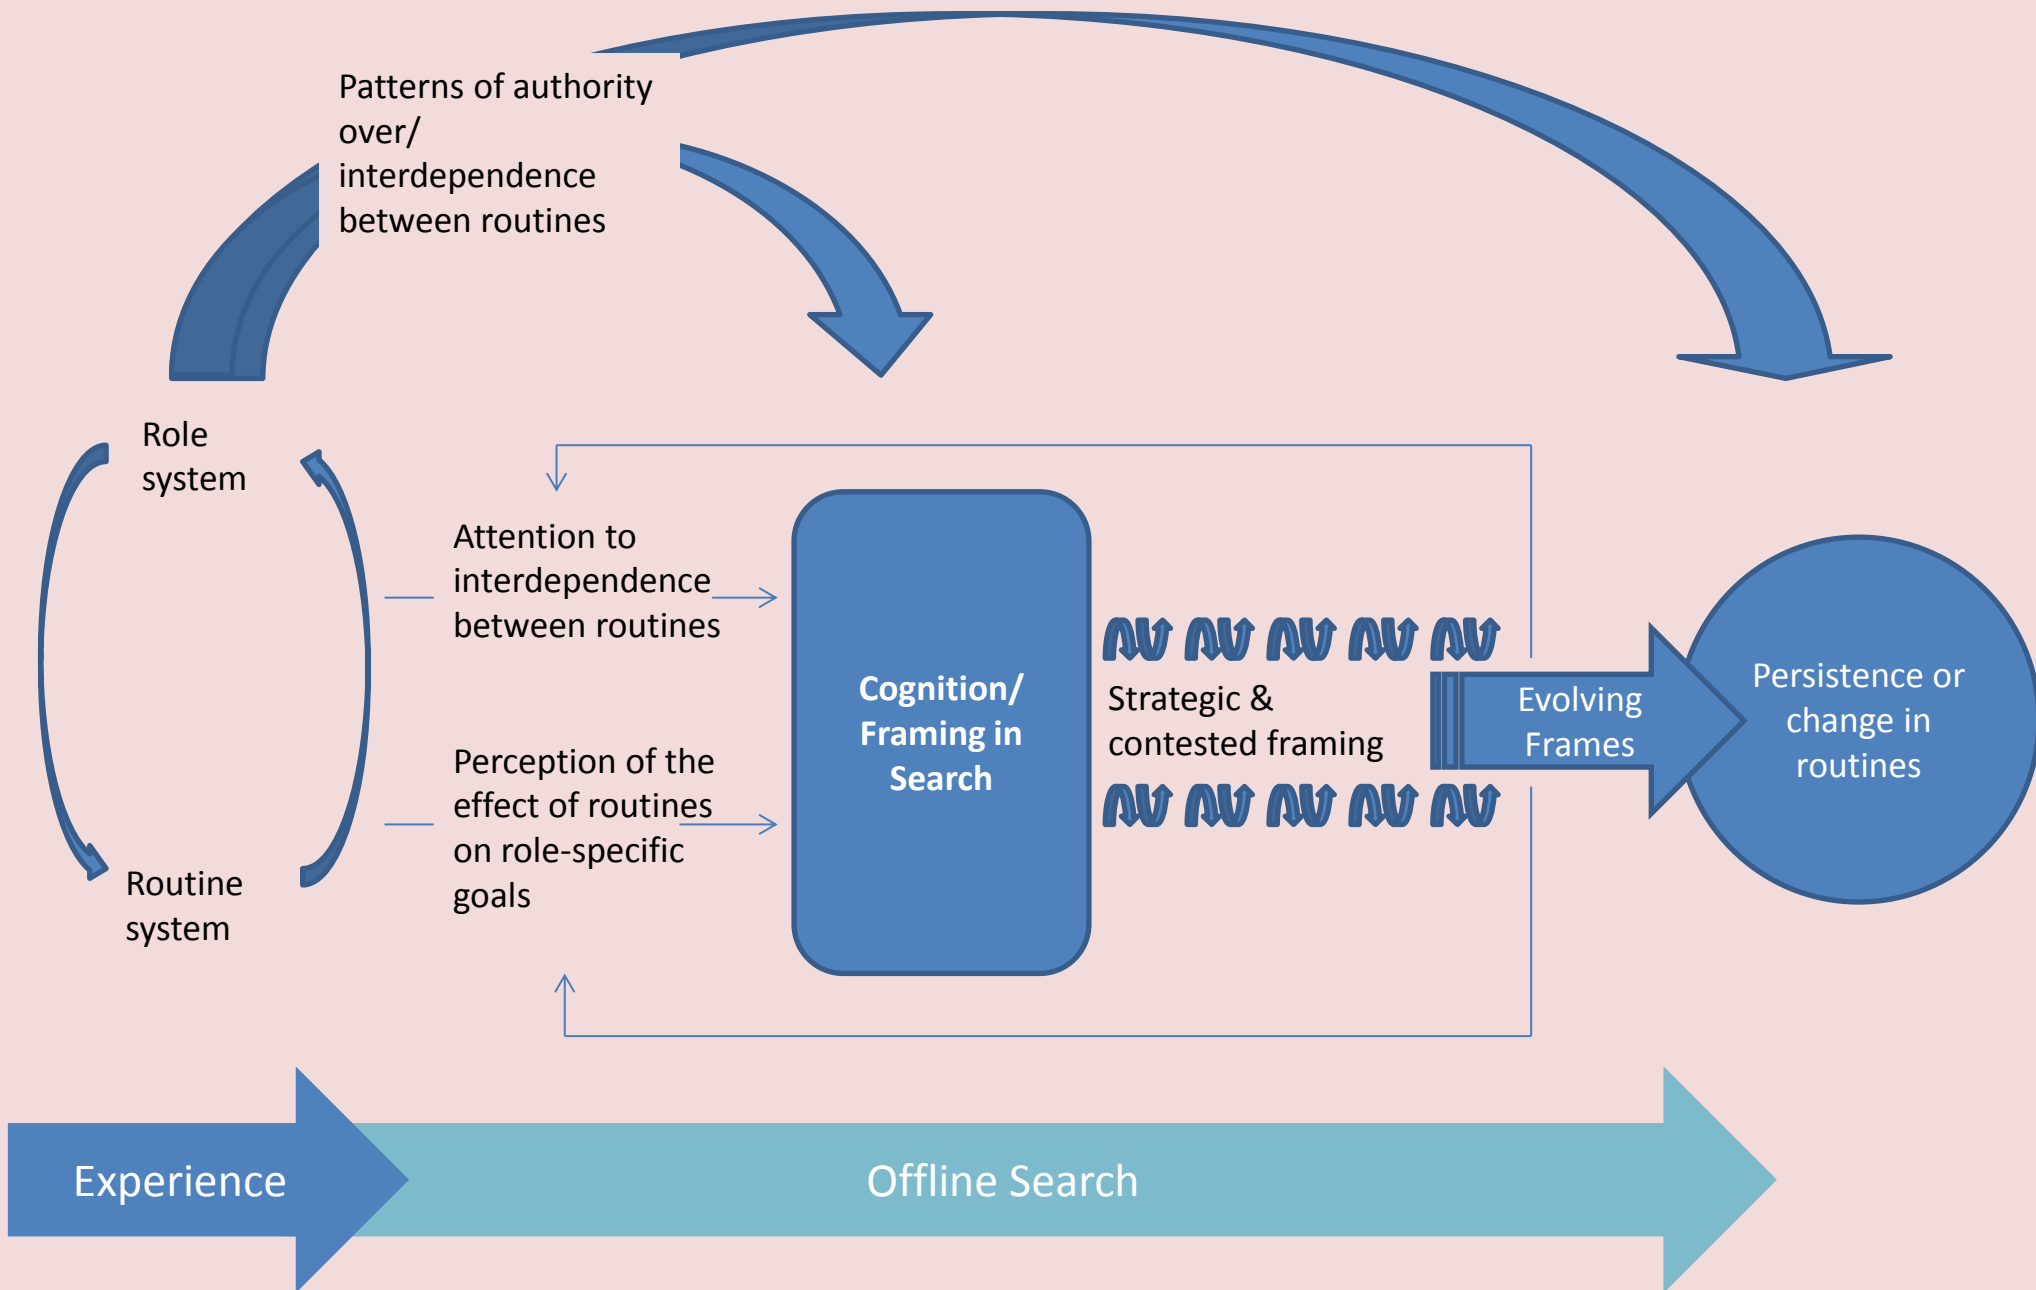 Patterns of authority
over/
interdependence
between routines
Role
system
Routine
system
Attention to
interdependence
between routines
Perception of the
effect of routines
on role-specific
goals
Cognition/
Framing in
Search
Strategic &
contested framing
Evolving
Frames
Persistence or
change in
routines
Experience
Offline Search